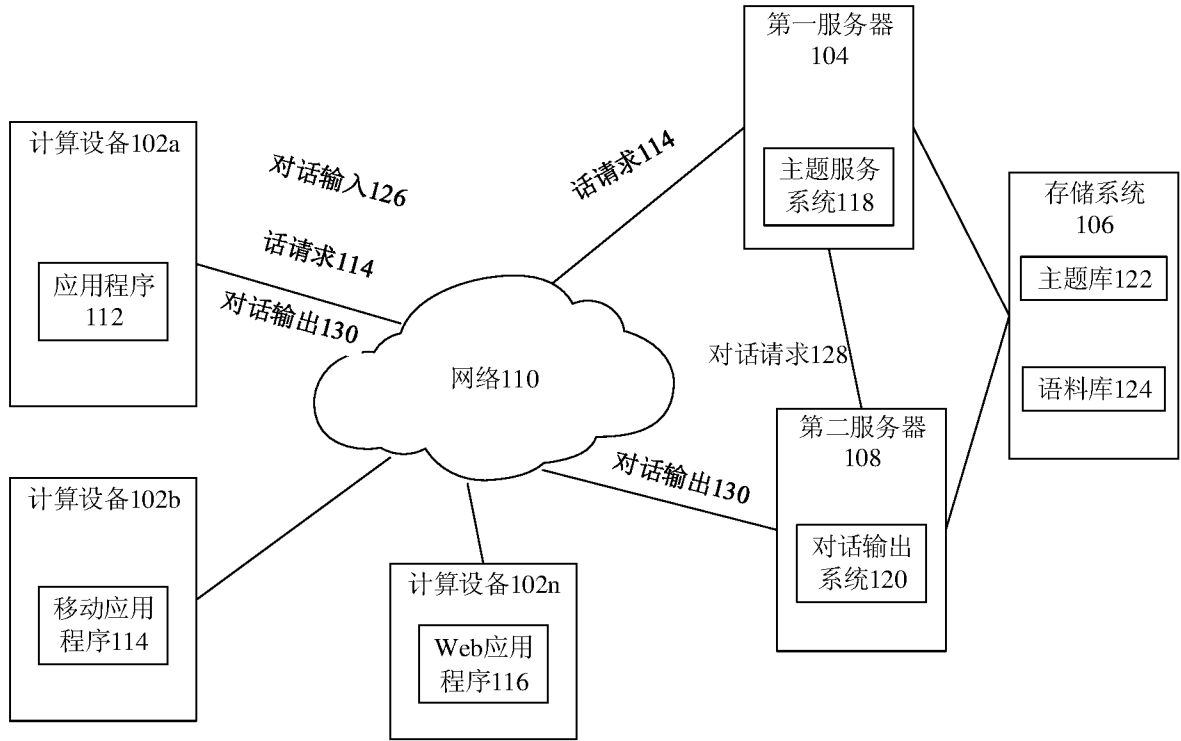 第一服务器
104
主题服务
系统118
计算设备102a
应用程序
112
对话输入126
话请求114
对话输出130
话请求114
存储系统
106
主题库122
语料库124
网络110
对话请求128
第二服务器
108
对话输出
系统120
对话输出130
计算设备102b
移动应用
程序114
计算设备102n
Web应用
程序116